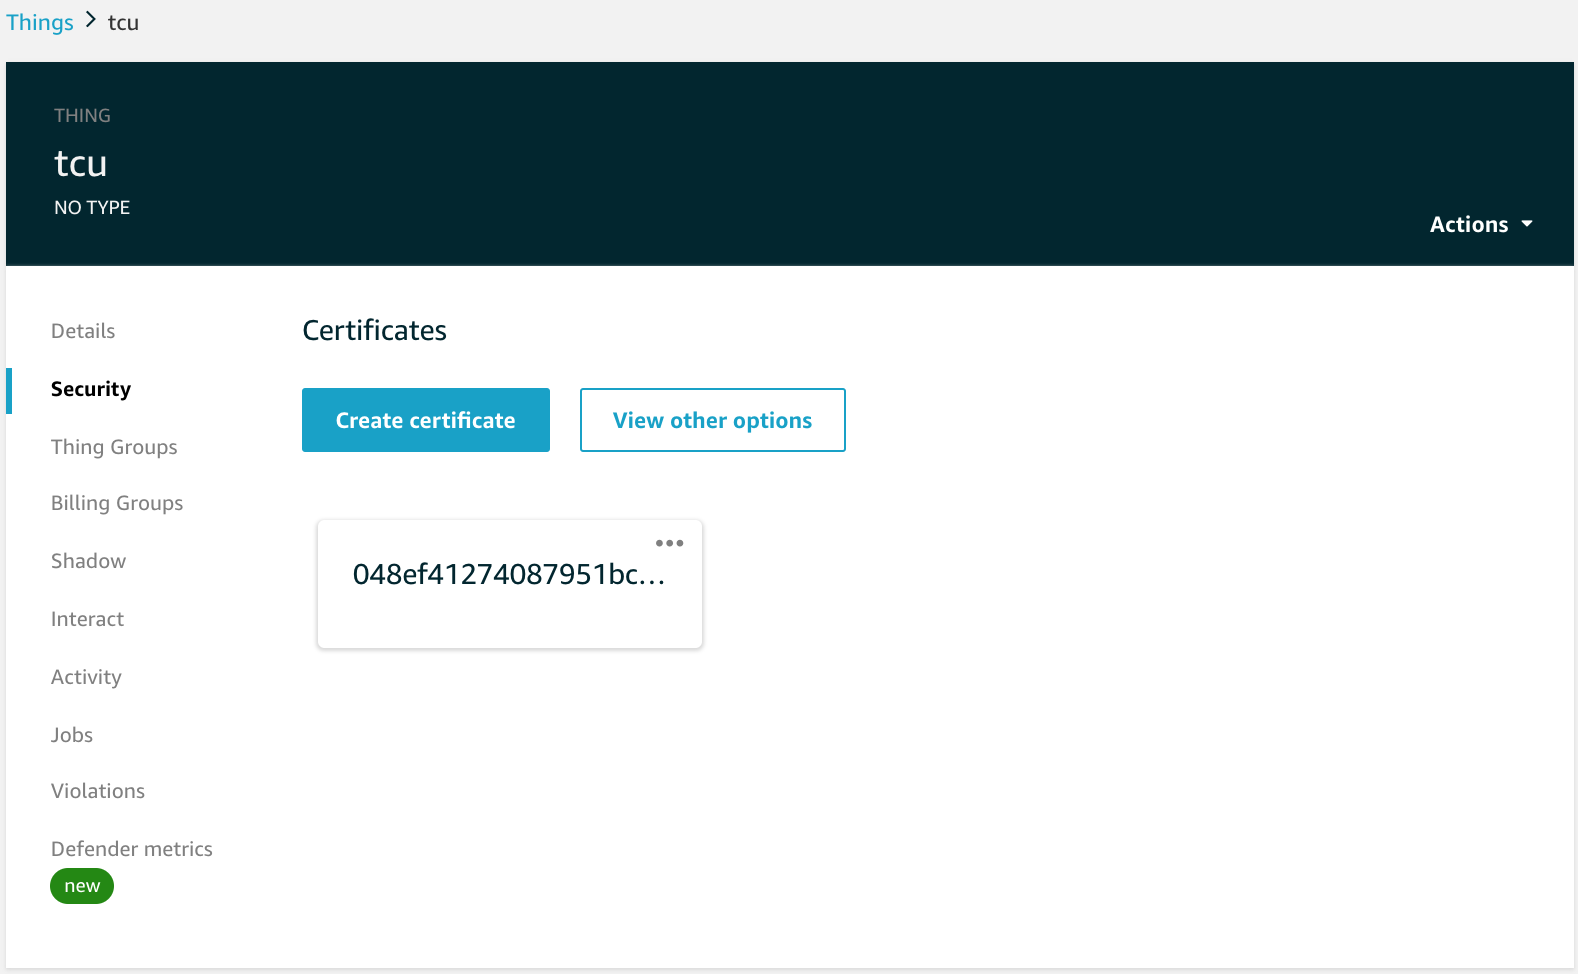 Things > tcu
THING
tcu
NO TYPE
Actions
Details
Security
Thing Groups
Billing Groups
Shadow
Interact
Activity
Jobs
Violations
Defender metrics
new
Certificates
Create certificate
View other options
048ef41274087951bc...